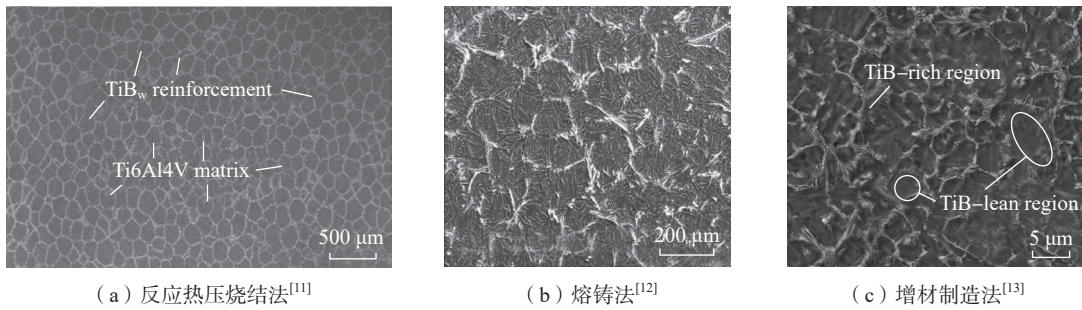 TiBw reinforcement
Ti6Al4V matrix
500 μm
(a)反应热压烧结法[11]
200 μm
(b)熔铸法[12]
TiB-rich region
TiB-lean region
5 μm
(c)增材制造法[13]